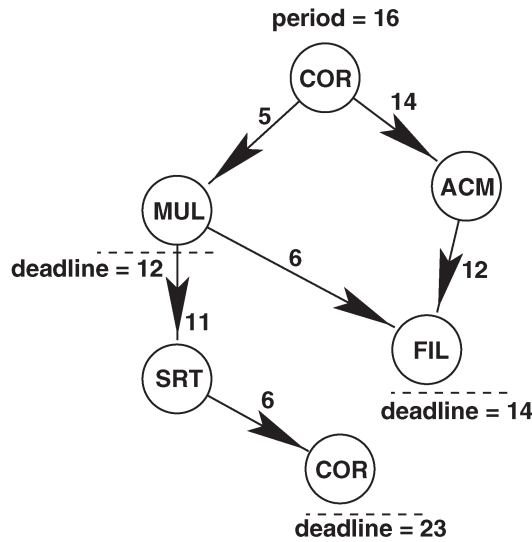 period = 16
COR
5
14
ACM
MUL
deadline = 12
6
12
11
FIL
SRT
deadline = 14
6
COR
deadline = 23